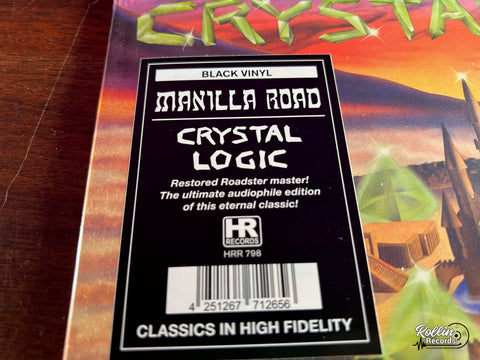 CRYSTA
BLACK VINYL
MANILLA ROAD
CRYSTAL
LOGIC
Restored Roadster master!
The ultimate audiophile edition
of this eternal classic!
HR
RECORDS
HRR 798
4 251267 712656
CLASSICS IN HIGH FIDELITY
Rollin
Records